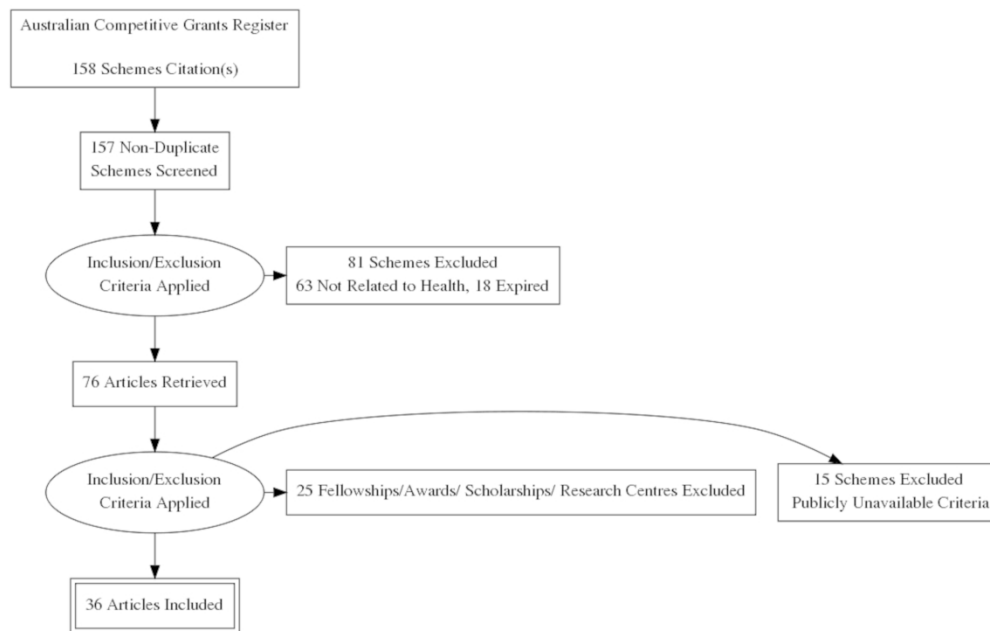 Australian Competitive Grants Register
158 Schemes Citation(s)
157 Non-Duplicate
Schemes Screened
Inclusion/Exclusion
Criteria Applied
81 Schemes Excluded
63 Not Related to Health, 18 Expired
76 Articles Retrieved
Inclusion/Exclusion
Criteria Applied
25 Fellowships/Awards/ Scholarships/ Research Centres Excluded
15 Schemes Excluded
Publicly Unavailable Criteria
36 Articles Included